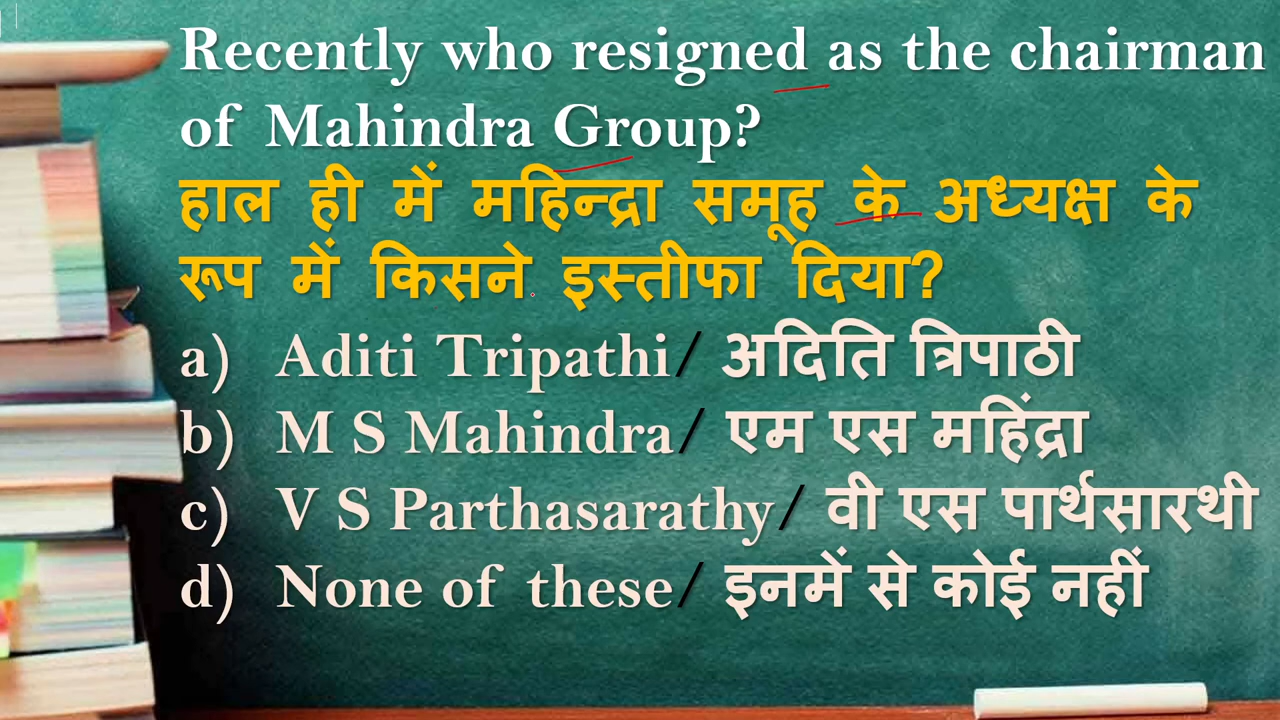 Recently who resigned as the chairman
of Mahindra Group?
हाल ही में महिन्द्रा समूह के अध्यक्ष के
रूप में किसने इस्तीफा दिया?
a) Aditi Tripathi/ अदिति त्रिपाठी
b) M S Mahindra/ एम एस महिंद्रा
c) V S Parthasarathy/ वी एस पार्थसारथी
d) None of these/ इनमें से कोई नहीं